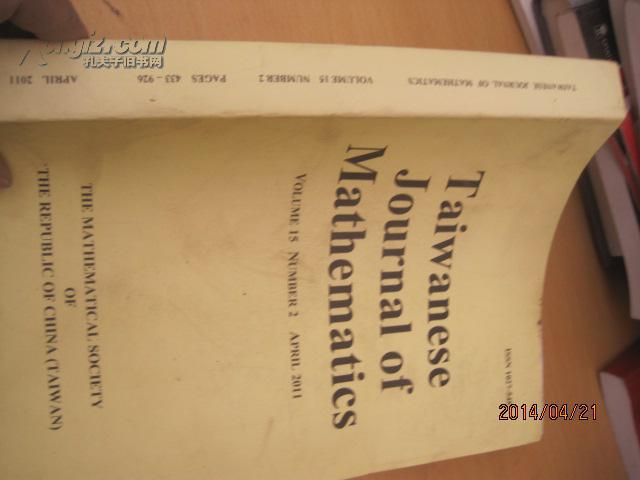 TAIWANESE JOURNAL OF MATHEMATICS VOLUME 15 NUMBER 2 PAGES 433 – 926 APRIL 2011
Taiwanese
Journal of
Mathematics
VOLUME 15 NUMBER 2 APRIL 2011
THE MATHEMATICAL SOCIETY
OF
THE REPUBLIC OF CHINA (TAIWAN)
ISSN
孔夫子旧书网
2014/04/21